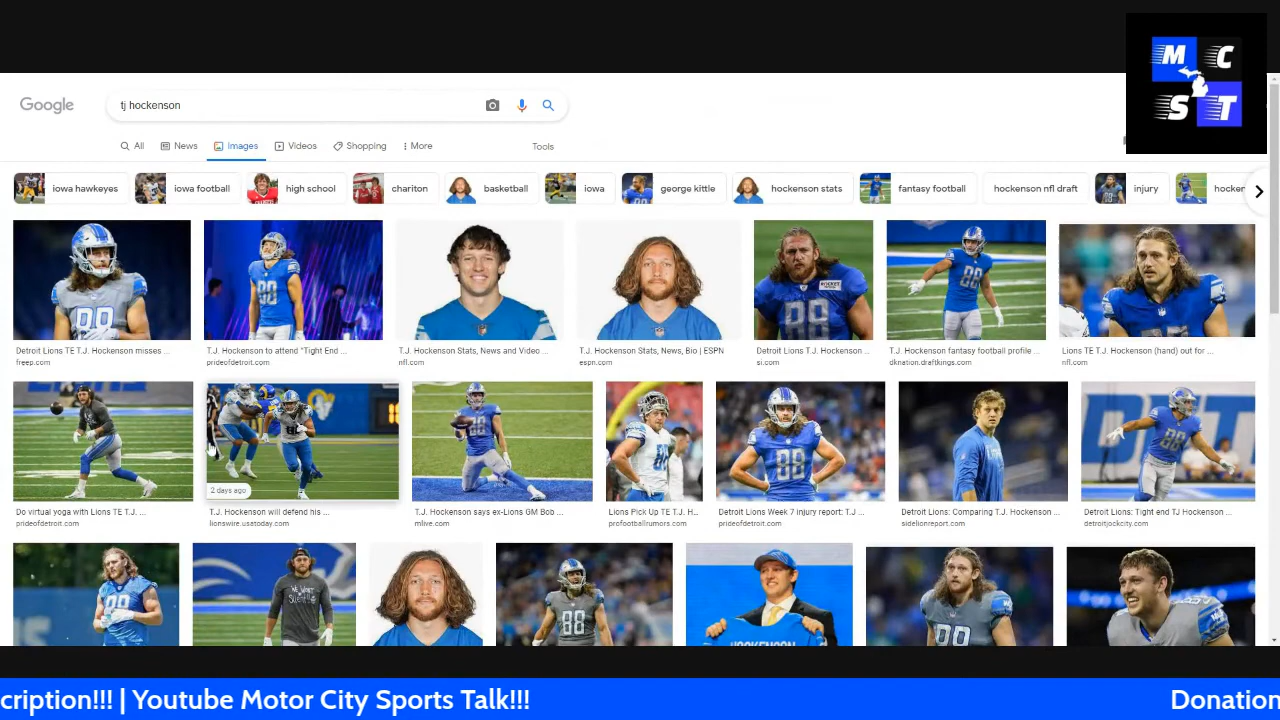 M C
S T
Google
tj hockenson
All News Images Videos Shopping More Tools
iowa hawkeyes iowa football high school chariton basketball iowa george kittle hockenson stats fantasy football hockenson nfl draft injury hocken
Detroit Lions TE T.J. Hockenson misses ...
freep.com
T.J. Hockenson to attend "Tight End ...
prideofdetroit.com
T.J. Hockenson Stats, News and Video...
nfl.com
T.J. Hockenson Stats, News, Bio | ESPN
espn.com
Detroit Lions T.J. Hockenson ...
si.com
T.J. Hockenson fantasy football profile...
dknation.draftkings.com
Lions TE T.J. Hockenson (hand) out for ...
nfl.com
2 days ago
Do virtual yoga with Lions TE T.J. ...
prideofdetroit.com
T.J. Hockenson will defend his ...
lionswire.usatoday.com
T.J. Hockenson says ex-Lions GM Bob ...
mlive.com
Lions Pick Up TE T.J. H...
profootballrumors.com
Detroit Lions Week 7 injury report: T.J ...
prideofdetroit.com
Detroit Lions: Comparing T.J. Hockenson ...
sidelionreport.com
Detroit Lions: Tight end TJ Hockenson ...
detroitjockcity.com
HOCKENSON
cription!!! | Youtube Motor City Sports Talk!!!
Donation